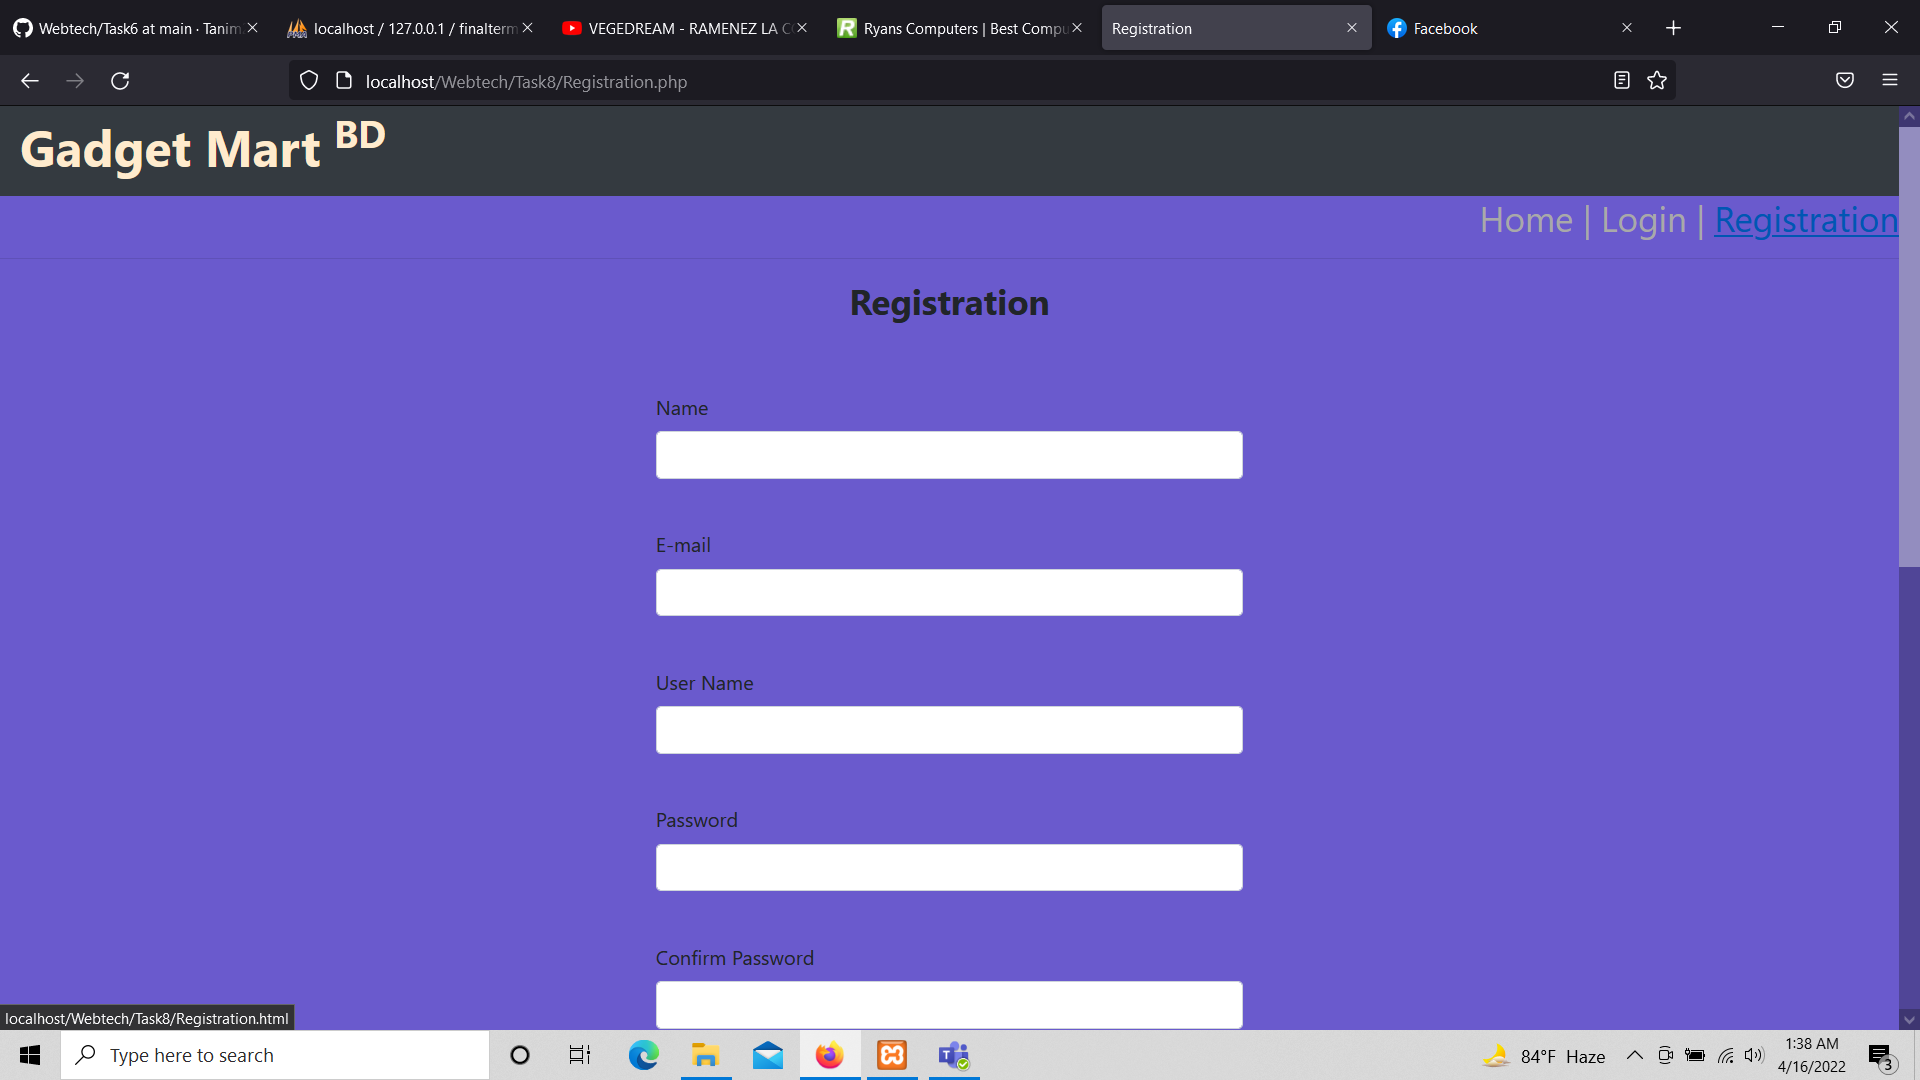 Webtech/Task6 at main · Tanim
localhost / 127.0.0.1 / finalterm
VEGEDREAM - RAMENEZ LA C
Ryans Computers | Best Compu
Registration
Facebook
localhost/Webtech/Task8/Registration.php
Gadget Mart BD
Home | Login | Registration
Registration
Name
E-mail
User Name
Password
Confirm Password
localhost/Webtech/Task8/Registration.html
Type here to search
84°F Haze
1:38 AM
4/16/2022
3